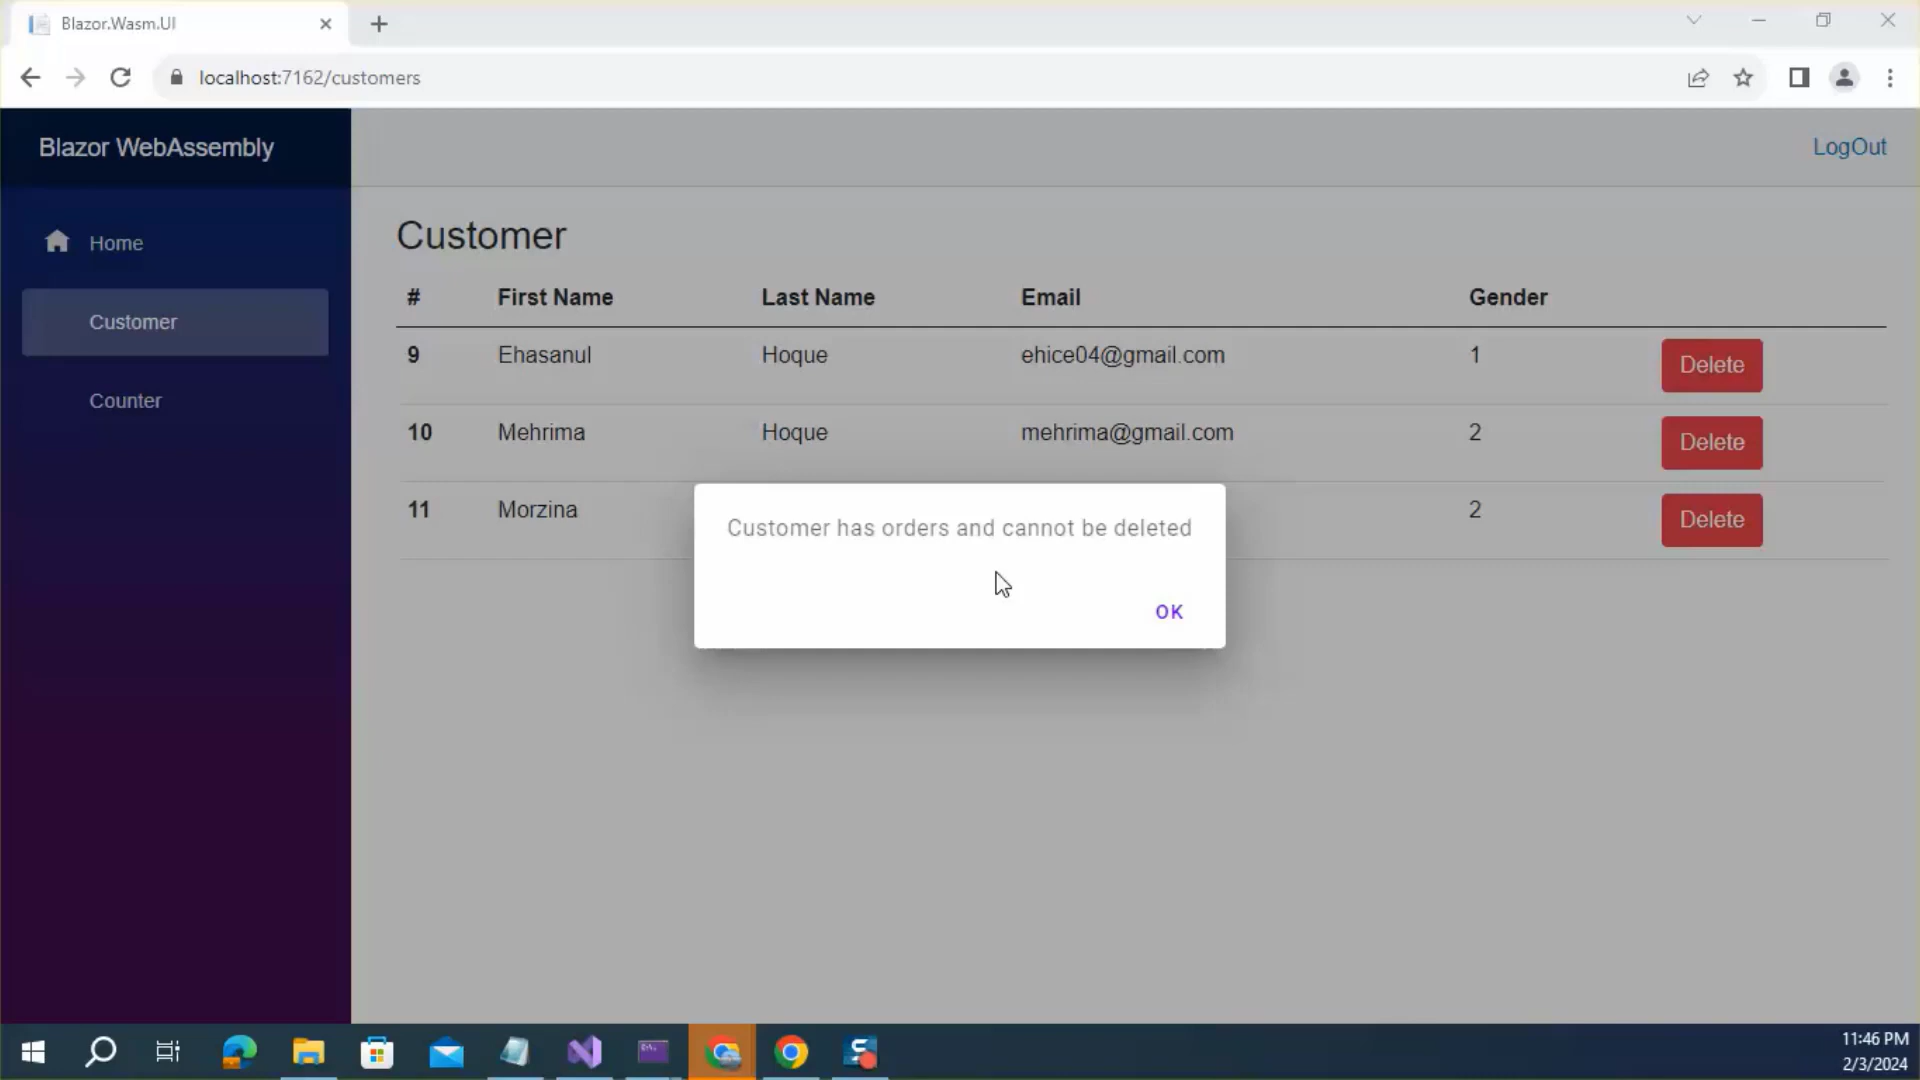 Blazor.Wasm.UI
localhost:7162/customers
Blazor WebAssembly
LogOut
Home
Customer
Counter
Customer
# First Name Last Name Email Gender
9 Ehasanul Hoque ehice04@gmail.com 1 Delete
10 Mehrima Hoque mehrima@gmail.com 2 Delete
11 Morzina 2 Delete
Customer has orders and cannot be deleted
OK
11:46 PM
2/3/2024